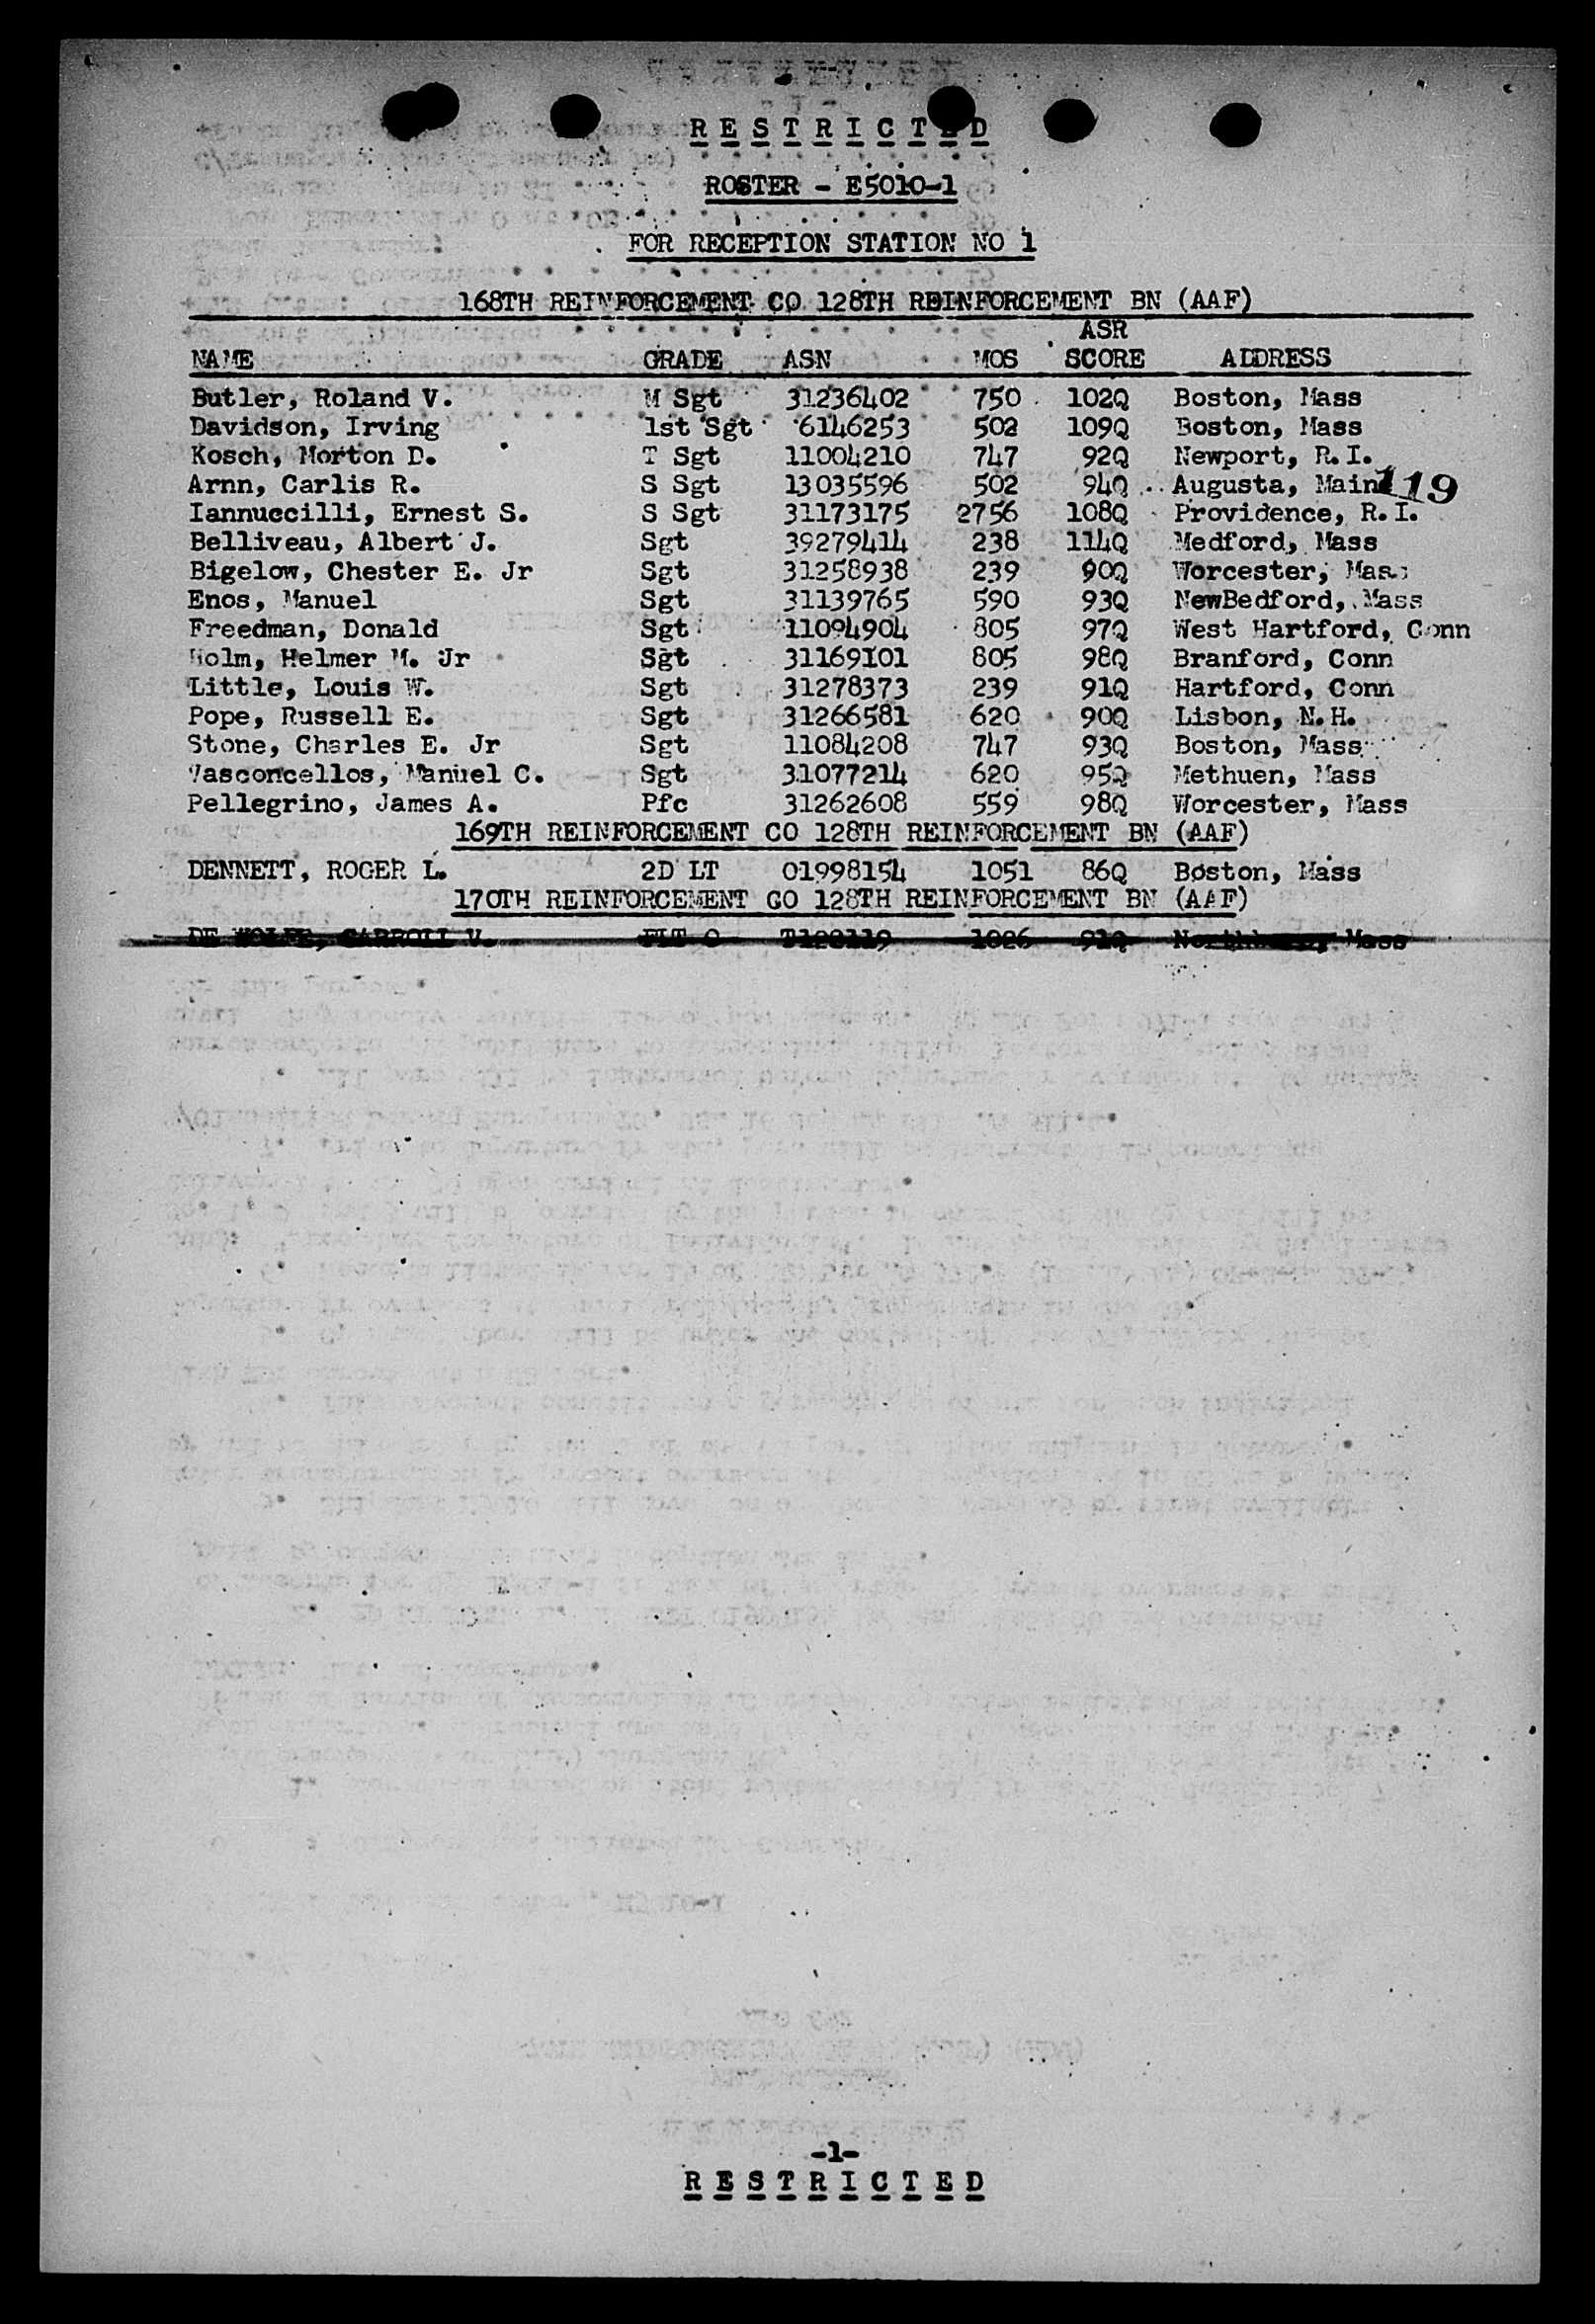 R E S T R I C T E D
ROSTER - E5010-1
FOR RECEPTION STATION NO 1
168TH REINFORCEMENT CO 128TH REINFORCEMENT BN (AAF)
ASR
NAME GRADE ASN MOS SCORE ADDRESS
Butler, Roland V. M Sgt 31236402 750 102Q Boston, Mass
Davidson, Irving 1st Sgt 6146253 502 109Q Boston, Mass
Kosch, Morton D. T Sgt 11004210 747 92Q Newport, R.I.
Arnn, Carlis R. S Sgt 13035596 502 94Q Augusta, Maine 119
Iannuccilli, Ernest S. S Sgt 31173175 2756 108Q Providence, R.I.
Belliveau, Albert J. Sgt 39279414 238 114Q Medford, Mass
Bigelow, Chester E. Jr Sgt 31258938 239 90Q Worcester, Mass
Enos, Manuel Sgt 31139765 590 93Q NewBedford, Mass
Freedman, Donald Sgt 11094904 805 97Q West Hartford, Conn
Holm, Helmer M. Jr Sgt 31169101 805 98Q Branford, Conn
Little, Louis W. Sgt 31278373 239 91Q Hartford, Conn
Pope, Russell E. Sgt 31266581 620 90Q Lisbon, N.H.
Stone, Charles E. Jr Sgt 11084208 747 93Q Boston, Mass
Vasconcellos, Manuel C. Sgt 31077214 620 95Q Methuen, Mass
Pellegrino, James A. Pfc 31262608 559 98Q Worcester, Mass
169TH REINFORCEMENT CO 128TH REINFORCEMENT BN (AAF)
DENNETT, ROGER L. 2D LT 01998154 1051 86Q Boston, Mass
170TH REINFORCEMENT CO 128TH REINFORCEMENT BN (AAF)
DE WOLFE, CARROLL V. FLT O 1026 91Q Mass
-1-
R E S T R I C T E D